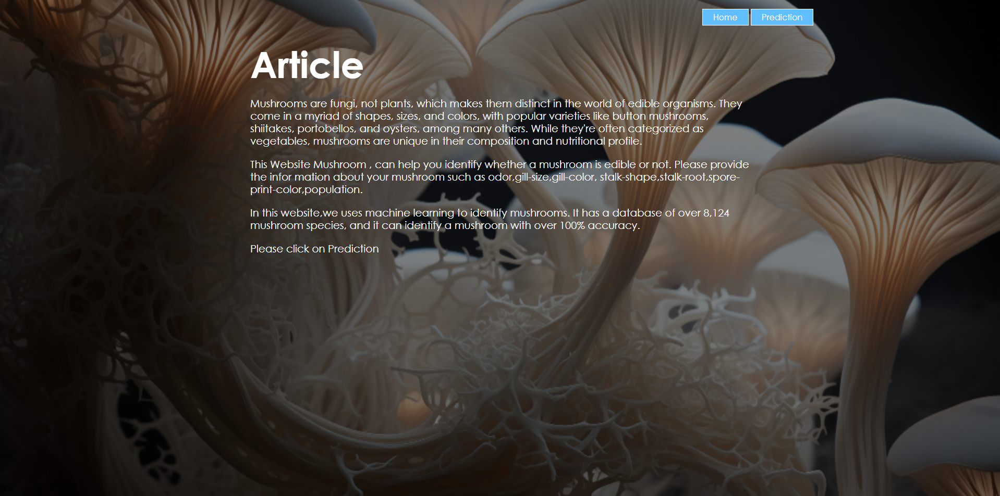 Home Prediction
Article
Mushrooms are fungi, not plants, which makes them distinct in the world of edible organisms. They
come in a myriad of shapes, sizes, and colors, with popular varieties like button mushrooms,
shiitakes, portobellos, and oysters, among many others. While they're often categorized as
vegetables, mushrooms are unique in their composition and nutritional profile.
This Website Mushroom , can help you identify whether a mushroom is edible or not. Please provide
the infor mation about your mushroom such as odor,gill-size,gill-color, stalk-shape,stalk-root,spore-
print-color,population.
In this website,we uses machine learning to identify mushrooms. It has a database of over 8,124
mushroom species, and it can identify a mushroom with over 100% accuracy.
Please click on Prediction